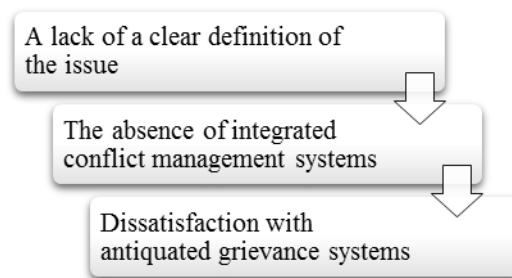 A lack of a clear definition of
the issue
The absence of integrated
conflict management systems
Dissatisfaction with
antiquated grievance systems